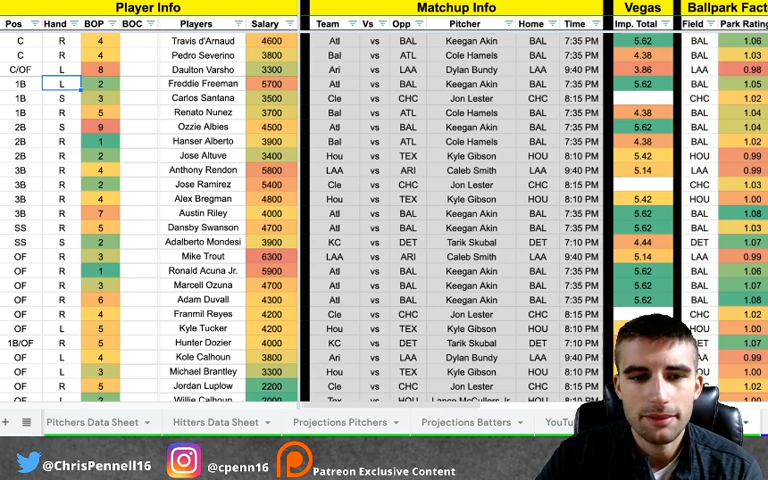 Player Info Matchup Info Vegas Ballpark Fact
Pos Hand BOP BOC Players Salary Team Vs Opp Pitcher Home Time Imp. Total Field Park Rating
C R 4 Travis d'Arnaud 4600 Atl vs BAL Keegan Akin BAL 7:35 PM 5.62 BAL 1.06
C R 4 Pedro Severino 3800 Bal vs ATL Cole Hamels BAL 7:35 PM 4.38 BAL 1.03
C/OF L 8 Daulton Varsho 3300 Ari vs LAA Dylan Bundy LAA 9:40 PM 3.86 LAA 0.98
1B L 2 Freddie Freeman 5700 Atl vs BAL Keegan Akin BAL 7:35 PM 5.62 BAL 1.05
1B S 3 Carlos Santana 3500 Cle vs CHC Jon Lester CHC 8:15 PM CHC 1.02
1B R 5 Renato Nunez 3700 Bal vs ATL Cole Hamels BAL 7:35 PM 4.38 BAL 1.04
2B S 9 Ozzie Albies 4500 Atl vs BAL Keegan Akin BAL 7:35 PM 5.62 BAL 1.04
2B R 1 Hanser Alberto 3900 Bal vs ATL Cole Hamels BAL 7:35 PM 4.38 BAL 1.02
2B R 2 Jose Altuve 3400 Hou vs TEX Kyle Gibson HOU 8:10 PM 5.42 HOU 0.99
3B R 4 Anthony Rendon 5800 LAA vs ARI Caleb Smith LAA 9:40 PM 5.14 LAA 0.99
3B R 2 Jose Ramirez 5400 Cle vs CHC Jon Lester CHC 8:15 PM CHC 1.03
3B R 4 Alex Bregman 4800 Hou vs TEX Kyle Gibson HOU 8:10 PM 5.42 HOU 1.00
3B R 7 Austin Riley 4000 Atl vs BAL Keegan Akin BAL 7:35 PM 5.62 BAL 1.08
SS R 5 Dansby Swanson 4700 Atl vs BAL Keegan Akin BAL 7:35 PM 5.62 BAL 1.03
SS S 2 Adalberto Mondesi 3900 KC vs DET Tarik Skubal DET 7:10 PM 4.44 DET 1.07
OF R 3 Mike Trout 6300 LAA vs ARI Caleb Smith LAA 9:40 PM 5.14 LAA 1.00
OF R 1 Ronald Acuna Jr. 5900 Atl vs BAL Keegan Akin BAL 7:35 PM 5.62 BAL 1.06
OF R 3 Marcell Ozuna 4700 Atl vs BAL Keegan Akin BAL 7:35 PM 5.62 BAL 1.07
OF R 6 Adam Duvall 4300 Atl vs BAL Keegan Akin BAL 7:35 PM 5.62 BAL 1.08
OF R 4 Franmil Reyes 4200 Cle vs CHC Jon Lester CHC 8:15 PM CHC 1.02
OF L 5 Kyle Tucker 4200 Hou vs TEX Kyle Gibson HOU 8:10 PM HOU 1.00
1B/OF R 4 Hunter Dozier 4000 KC vs DET Tarik Skubal DET 7:10 PM DET 1.07
OF L 4 Kole Calhoun 3800 Ari vs LAA Dylan Bundy LAA 9:40 PM LAA 0.99
OF L 3 Michael Brantley 3300 Hou vs TEX Kyle Gibson HOU 8:10 PM HOU 1.00
OF R 5 Jordan Luplow 2200 Cle vs CHC Jon Lester CHC 8:15 PM CHC 1.02
OF L 2 Willie Calhoun 2000 Tex vs HOU Lance McCullers Jr. HOU 8:10 PM
Pitchers Data Sheet Hitters Data Sheet Projections Pitchers Projections Batters YouTu
@ChrisPennell16 @cpenn16 Patreon Exclusive Content